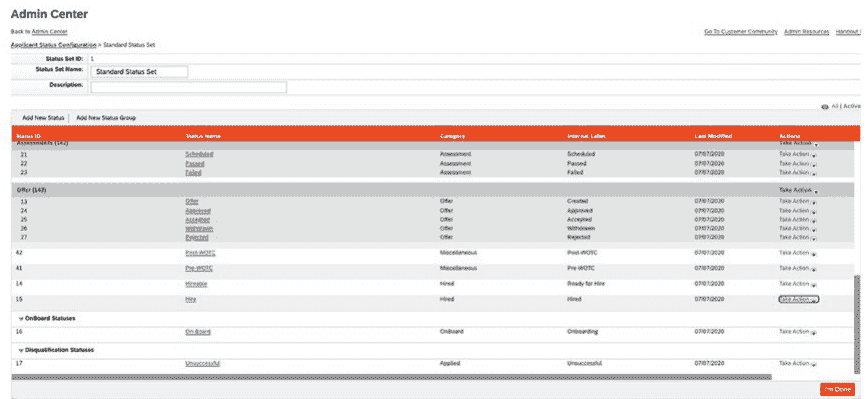 Admin Center
Back to Admin Center
Go To Customer Community Admin Resources Handout
Applicant Status Configuration > Standard Status Set
Status Set ID: 1
Status Set Name: Standard Status Set
Description:
All | Active
Add New Status Add New Status Group
Status ID Status Name Category Internal Label Last Modified Actions
Assessments (142) Take Action
21 Scheduled Assessment Scheduled 07/07/2020 Take Action
22 Passed Assessment Passed 07/07/2020 Take Action
23 Failed Assessment Failed 07/07/2020 Take Action
Offer (143) Take Action
13 Offer Offer Created 07/07/2020 Take Action
24 Approved Offer Approved 07/07/2020 Take Action
25 Accepted Offer Accepted 07/07/2020 Take Action
26 Withdrawn Offer Withdrawn 07/07/2020 Take Action
27 Rejected Offer Rejected 07/07/2020 Take Action
42 Post-WOTC Miscellaneous Post-WOTC 07/07/2020 Take Action
41 Pre-WOTC Miscellaneous Pre-WOTC 07/07/2020 Take Action
14 Hireable Hired Ready for Hire 07/07/2020 Take Action
15 Hire Hired Hired 07/07/2020 Take Action
OnBoard Statuses
16 On-Board OnBoard Onboarding 07/07/2020 Take Action
Disqualification Statuses
17 Unsuccessful Applied Unsuccessful 07/07/2020 Take Action
I'm Done